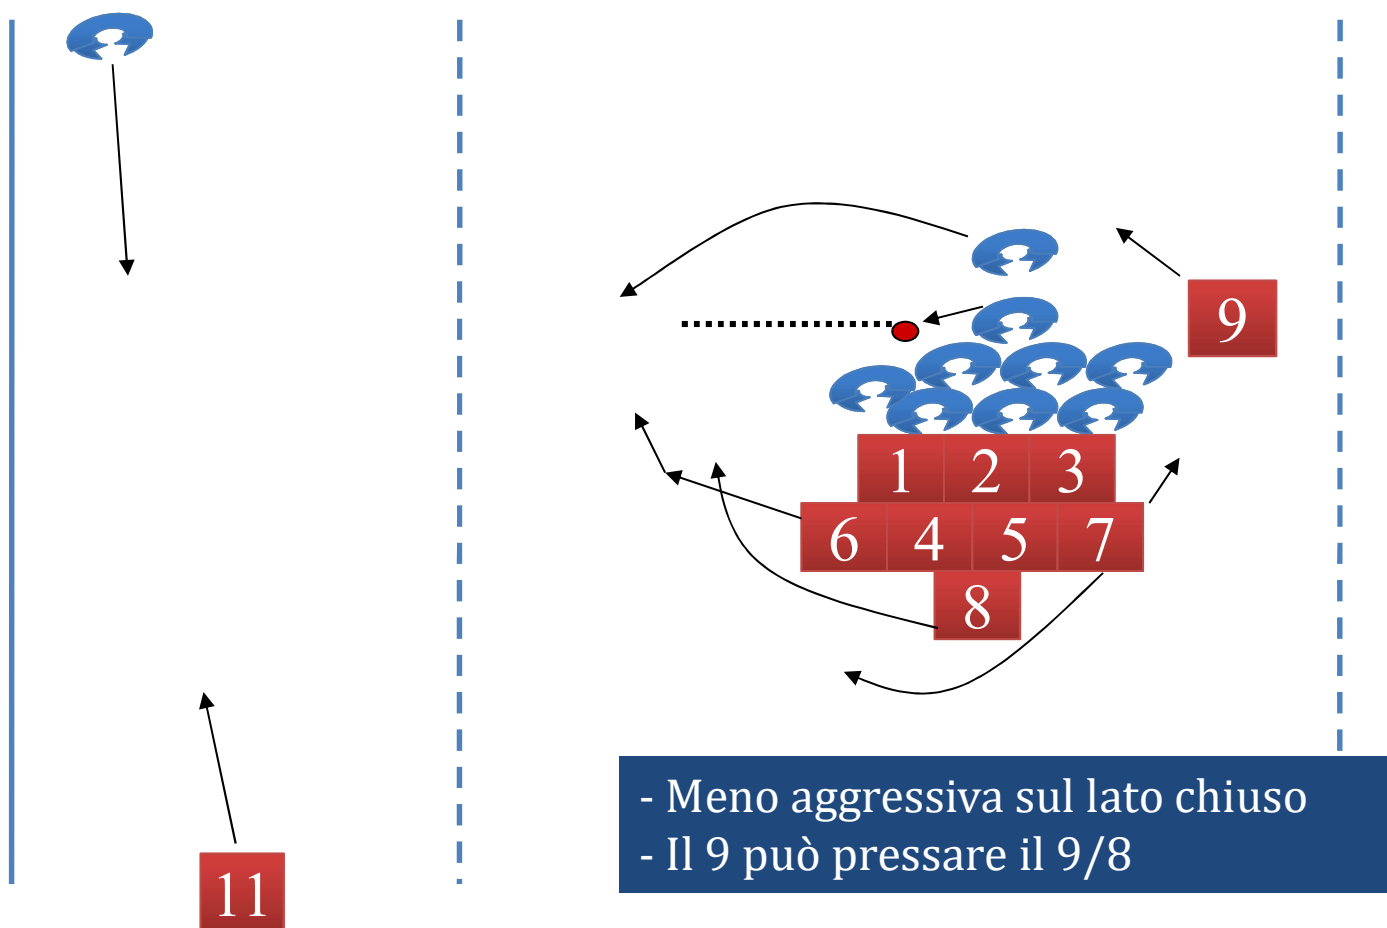 9
1 2 3
6 4 5 7
8
- Meno aggressiva sul lato chiuso
- Il 9 può pressare il 9/8
11